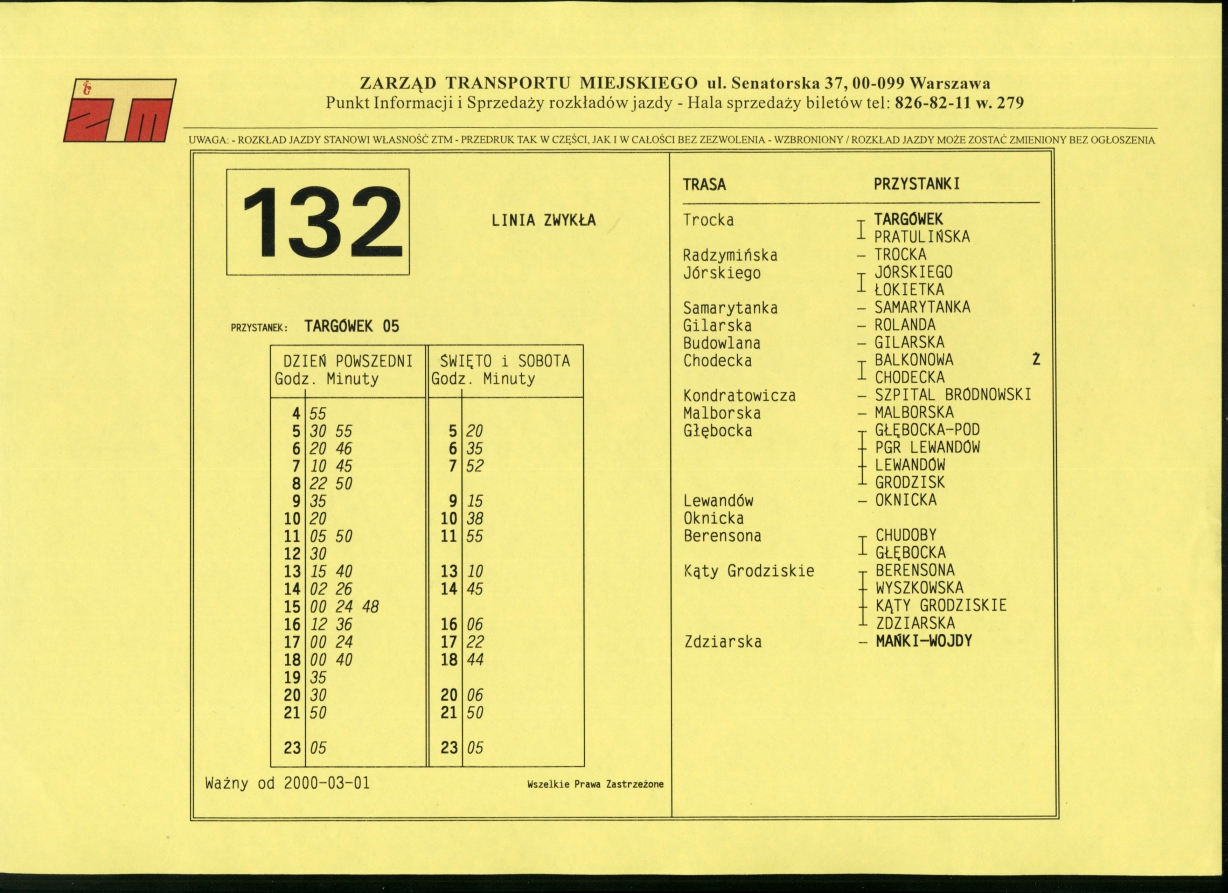 ZARZĄD TRANSPORTU MIEJSKIEGO ul. Senatorska 37, 00-099 Warszawa
Punkt Informacji i Sprzedaży rozkładów jazdy - Hala sprzedaży biletów tel: 826-82-11 w. 279
ZTM
UWAGA: - ROZKŁAD JAZDY STANOWI WŁASNOŚĆ ZTM - PRZEDRUK TAK W CZĘŚCI, JAK I W CAŁOŚCI BEZ ZEZWOLENIA - WZBRONIONY / ROZKŁAD JAZDY MOŻE ZOSTAĆ ZMIENIONY BEZ OGŁOSZENIA
132
LINIA ZWYKŁA
PRZYSTANEK: TARGÓWEK 05
DZIEŃ POWSZEDNI ŚWIĘTO i SOBOTA
Godz. Minuty Godz. Minuty
4 55
5 30 55 5 20
6 20 46 6 35
7 10 45 7 52
8 22 50
9 35 9 15
10 20 10 38
11 05 50 11 55
12 30
13 15 40 13 10
14 02 26 14 45
15 00 24 48
16 12 36 16 06
17 00 24 17 22
18 00 40 18 44
19 35
20 30 20 06
21 50 21 50
23 05 23 05
Ważny od 2000-03-01 Wszelkie Prawa Zastrzeżone
TRASA PRZYSTANKI
Trocka TARGÓWEK
PRATULIŃSKA
Radzymińska – TROCKA
Jórskiego JÓRSKIEGO
ŁOKIETKA
Samarytanka – SAMARYTANKA
Gilarska – ROLANDA
Budowlana – GILARSKA
Chodecka BALKONOWA Ż
CHODECKA
Kondratowicza – SZPITAL BRÓDNOWSKI
Malborska – MALBORSKA
Głębocka GŁĘBOCKA-POD
PGR LEWANDÓW
LEWANDÓW
GRODZISK
Lewandów – OKNICKA
Oknicka
Berensona CHUDOBY
GŁĘBOCKA
Kąty Grodziskie BERENSONA
WYSZKOWSKA
KĄTY GRODZISKIE
ZDZIARSKA
Zdziarska – MAŃKI-WOJDY